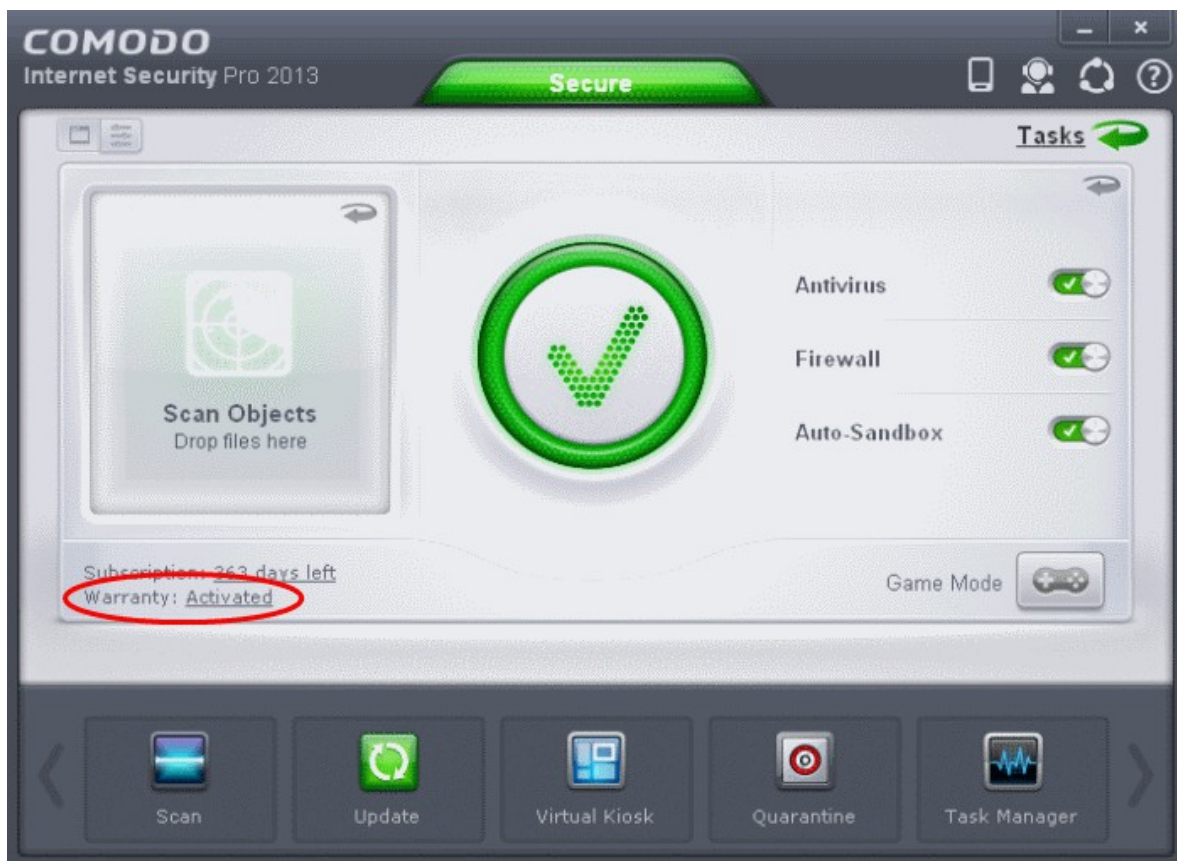 COMODO
Internet Security Pro 2013
Secure
Tasks
Scan Objects
Drop files here
Antivirus
Firewall
Auto-Sandbox
Subscription: 363 days left
Warranty: Activated
Game Mode
Scan
Update
Virtual Kiosk
Quarantine
Task Manager